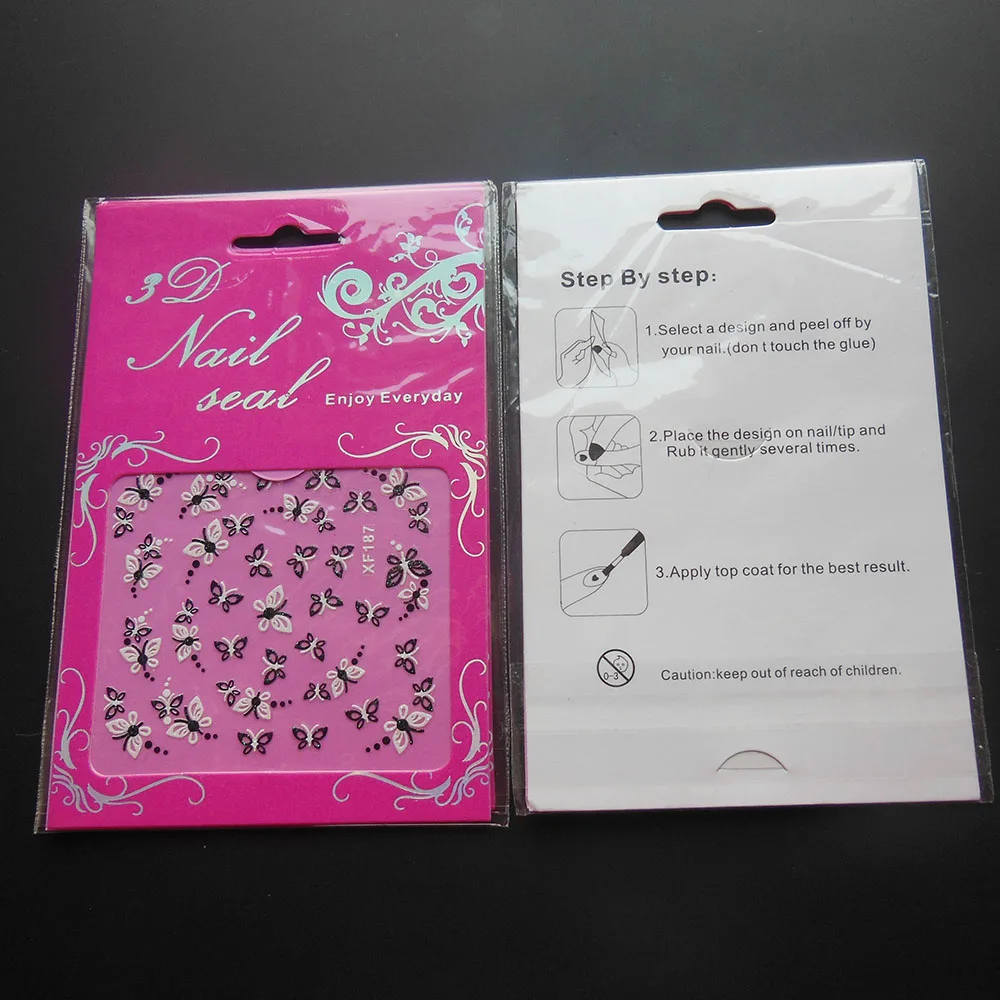 3D
Nail
seal
Enjoy Everyday
XF187
Step By step:
1.Select a design and peel off by
your nail.(don t touch the glue)
2.Place the design on nail/tip and
Rub it gently several times.
3.Apply top coat for the best result.
0-3
Caution:keep out of reach of children.